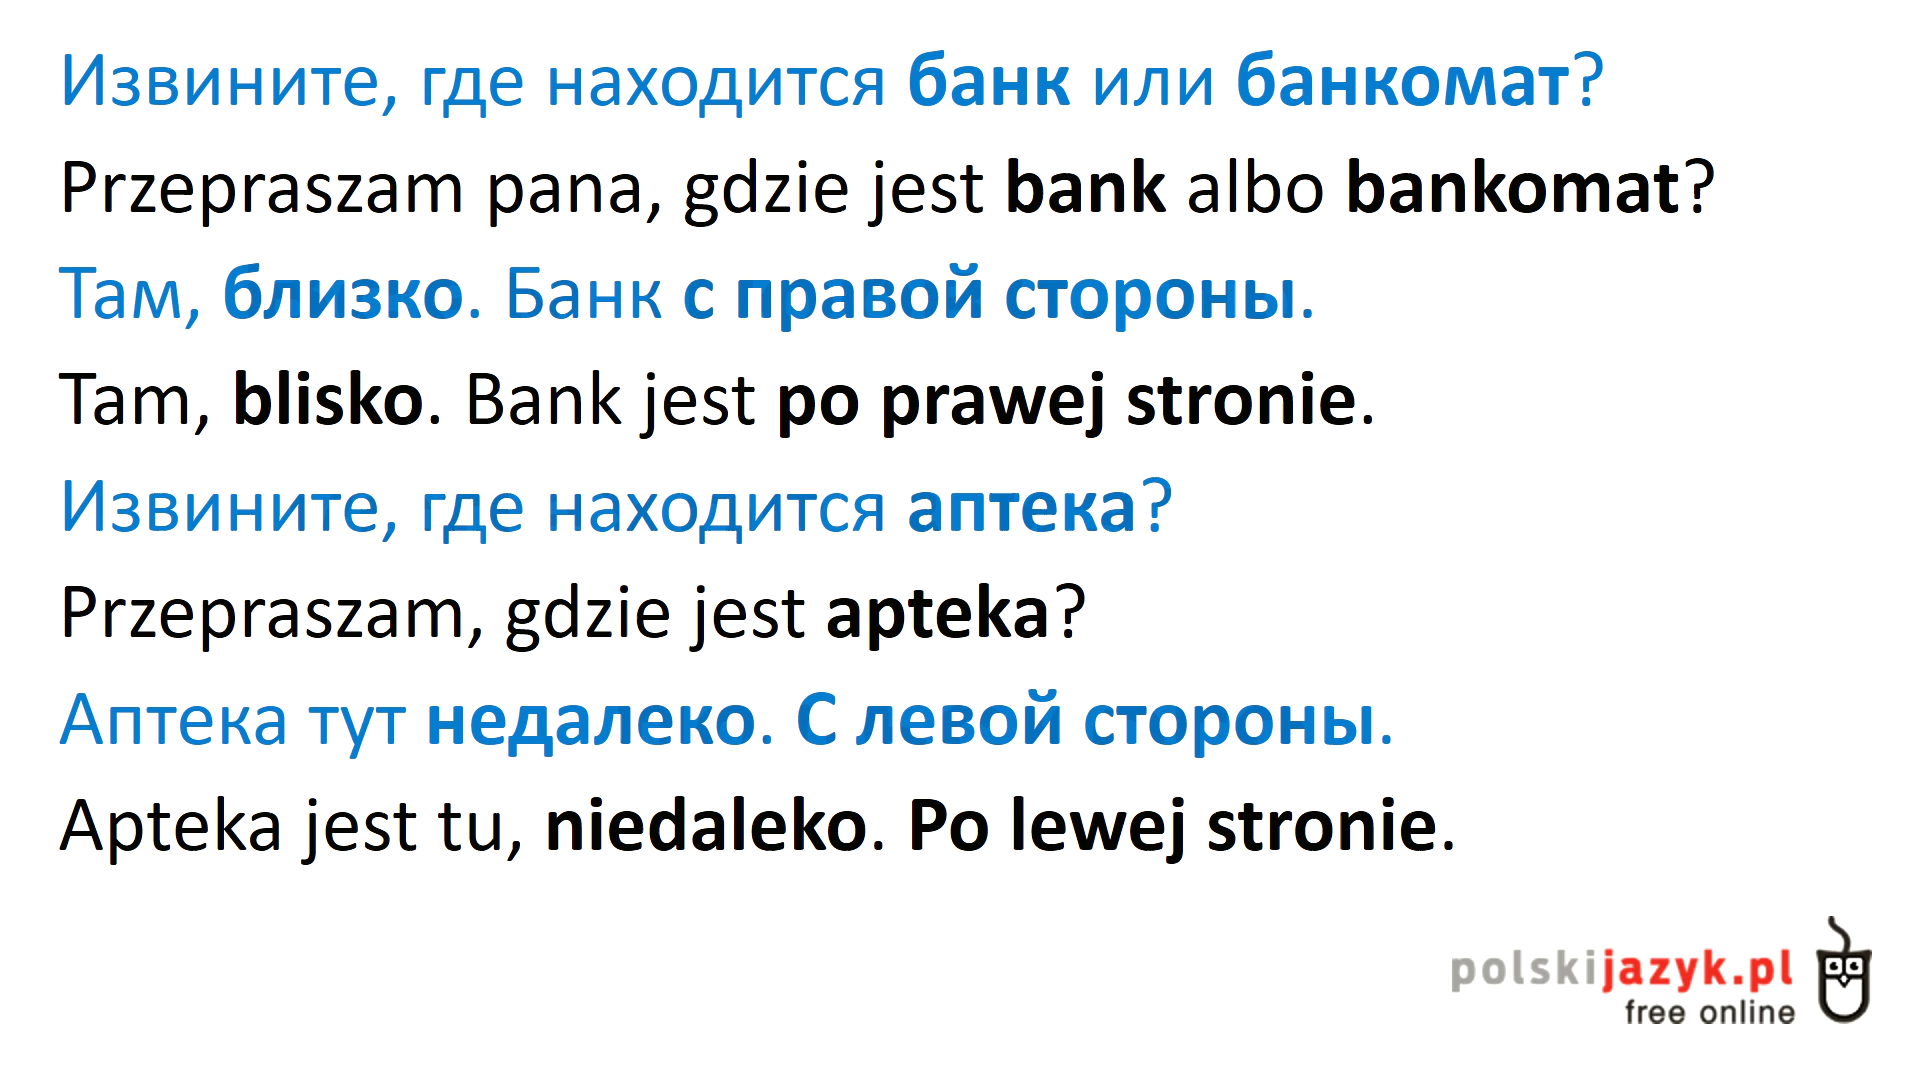 Извините, где находится банк или банкомат?
Przepraszam pana, gdzie jest bank albo bankomat?
Там, близко. Банк с правой стороны.
Tam, blisko. Bank jest po prawej stronie.
Извините, где находится аптека?
Przepraszam, gdzie jest apteka?
Аптека тут недалеко. С левой стороны.
Apteka jest tu, niedaleko. Po lewej stronie.
polskijazyk.pl
free online